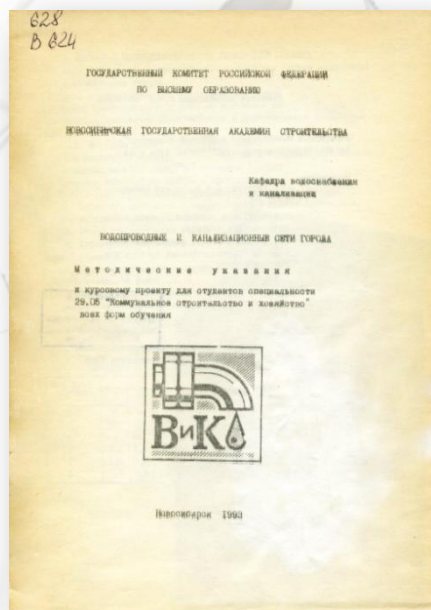 628
В 624
ГОСУДАРСТВЕННЫЙ КОМИТЕТ РОССИЙСКОЙ ФЕДЕРАЦИИ
ПО ВЫСШЕМУ ОБРАЗОВАНИЮ
НОВОСИБИРСКАЯ ГОСУДАРСТВЕННАЯ АКАДЕМИЯ СТРОИТЕЛЬСТВА
Кафедра водоснабжения
и канализации
ВОДОПРОВОДНЫЕ И КАНАЛИЗАЦИОННЫЕ СЕТИ ГОРОДА
Методические указания
к курсовому проекту для студентов специальности
29.05 "Коммунальное строительство и хозяйство"
всех форм обучения
ВиК
Новосибирск 1993